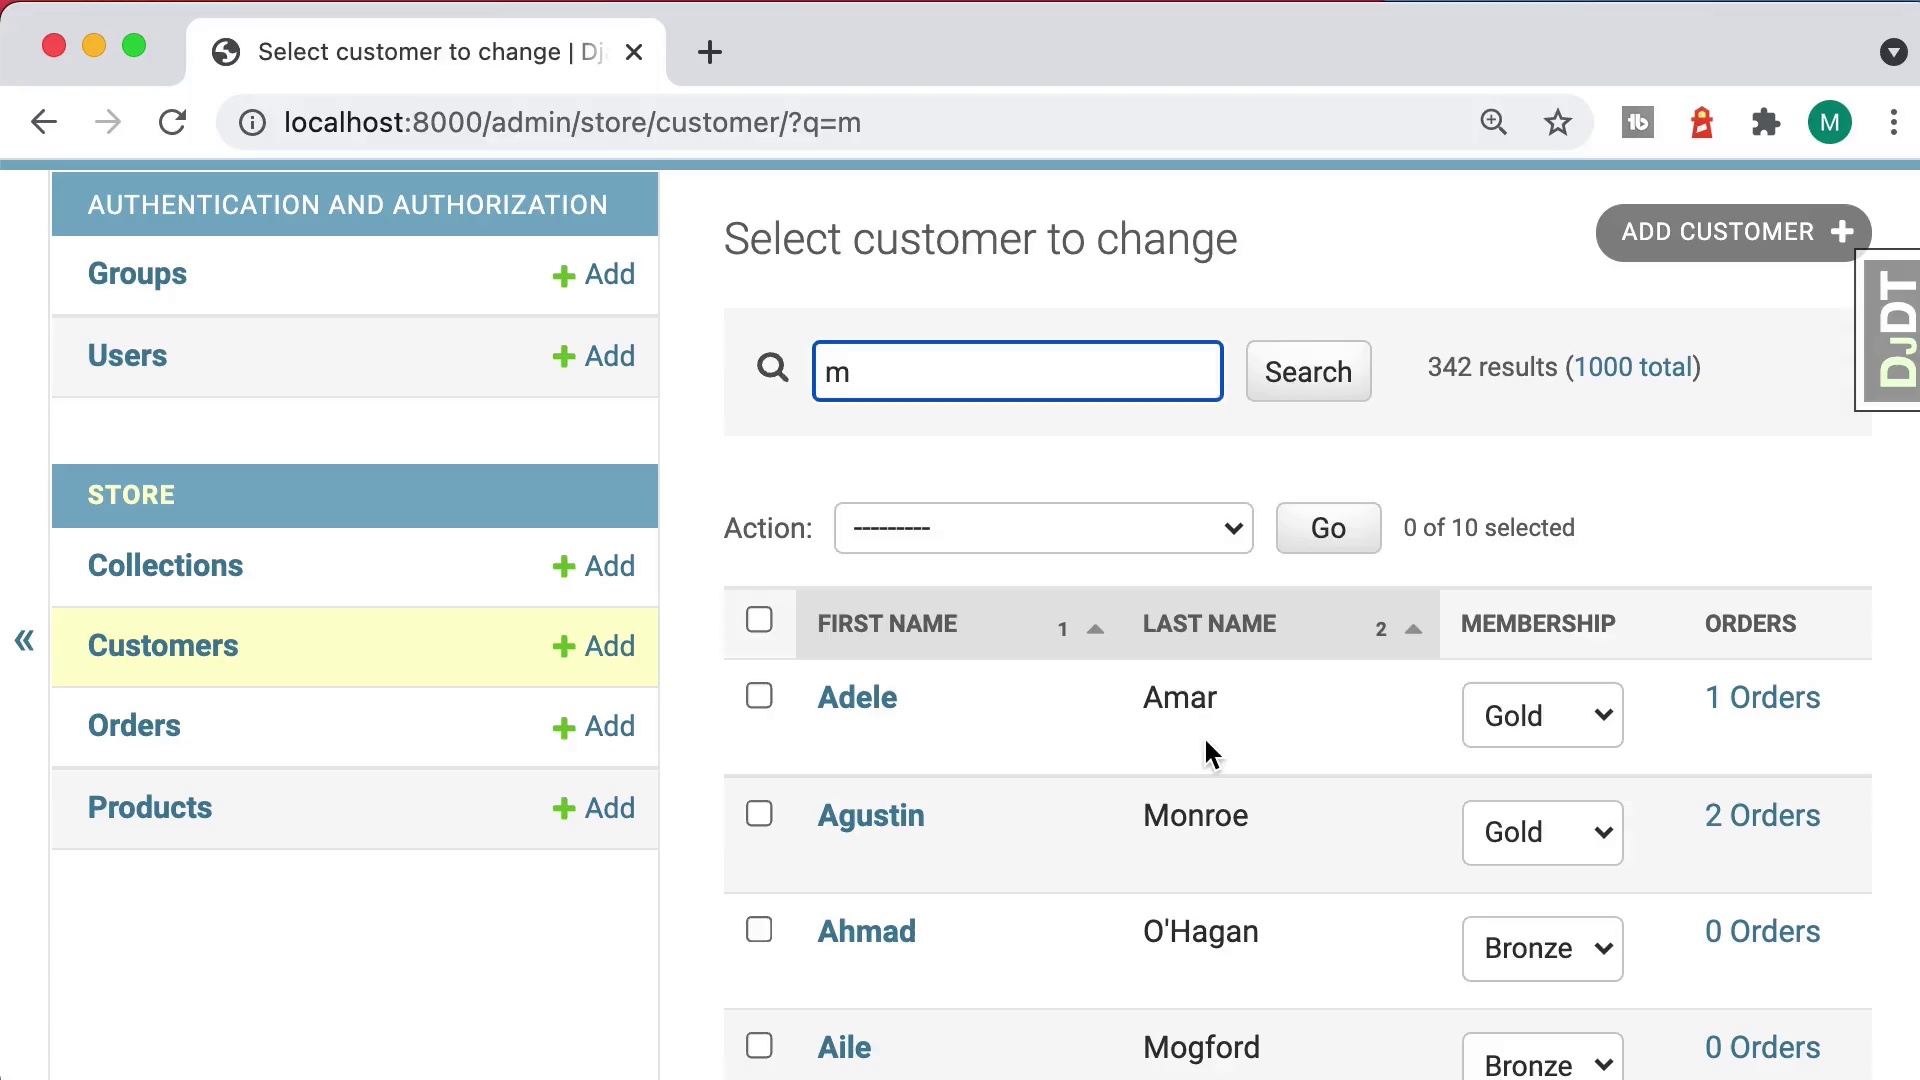 Select customer to change | Dj
localhost:8000/admin/store/customer/?q=m
M
AUTHENTICATION AND AUTHORIZATION
Groups Add
Users Add
STORE
Collections Add
Customers Add
Orders Add
Products Add
«
Select customer to change
ADD CUSTOMER
DJDT
m
Search
342 results (1000 total)
Action: --------- Go 0 of 10 selected
FIRST NAME 1 LAST NAME 2 MEMBERSHIP ORDERS
Adele Amar Gold 1 Orders
Agustin Monroe Gold 2 Orders
Ahmad O'Hagan Bronze 0 Orders
Aile Mogford Bronze 0 Orders